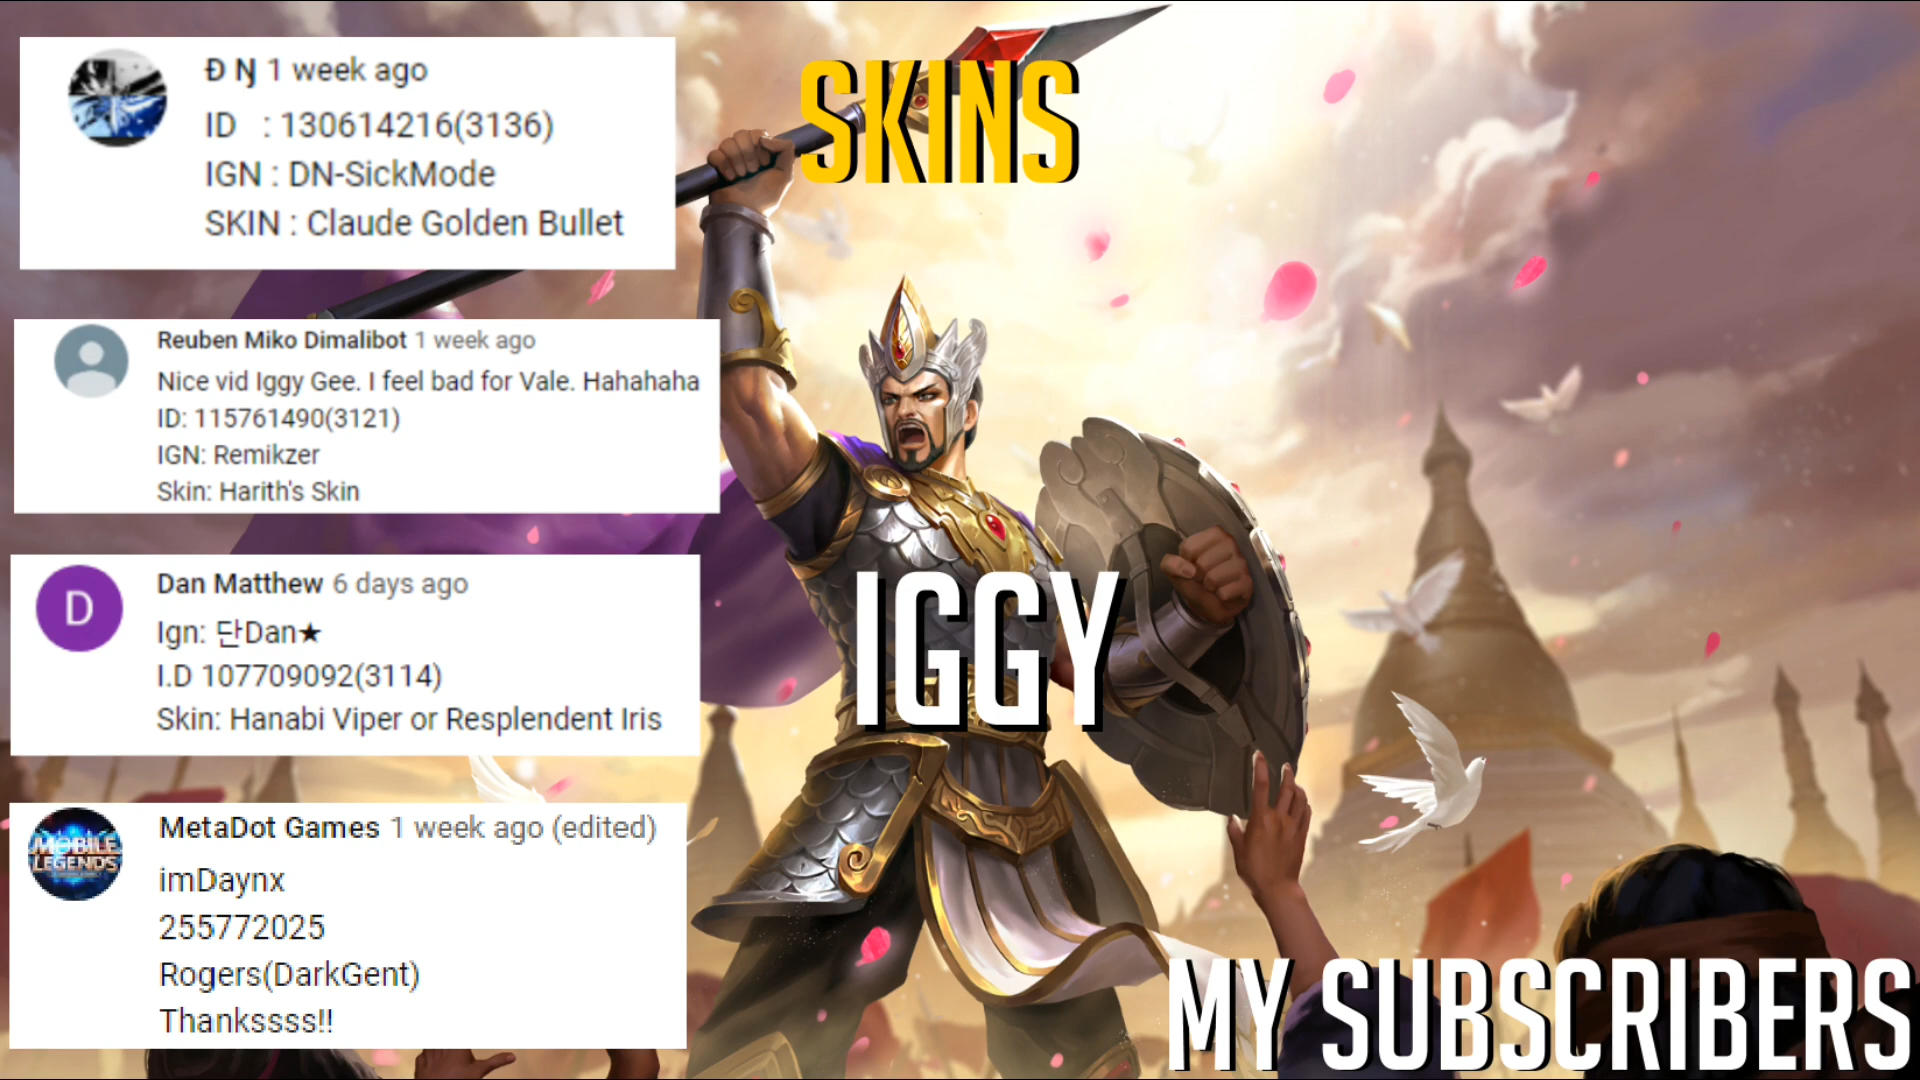 Đ Ŋ 1 week ago
ID : 130614216(3136)
IGN : DN-SickMode
SKIN : Claude Golden Bullet
Reuben Miko Dimalibot 1 week ago
Nice vid Iggy Gee. I feel bad for Vale. Hahahaha
ID: 115761490(3121)
IGN: Remikzer
Skin: Harith's Skin
D
Dan Matthew 6 days ago
Ign: 단Dan★
I.D 107709092(3114)
Skin: Hanabi Viper or Resplendent Iris
MOBILE
LEGENDS
MetaDot Games 1 week ago (edited)
imDaynx
255772025
Rogers(DarkGent)
Thankssss!!
SKINS
IGGY
MY SUBSCRIBERS